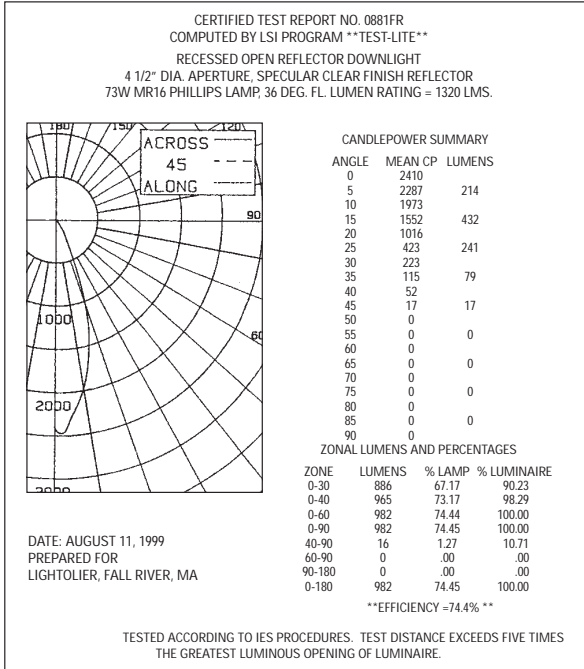 CERTIFIED TEST REPORT NO. 0881FR
COMPUTED BY LSI PROGRAM **TEST-LITE**
RECESSED OPEN REFLECTOR DOWNLIGHT
4 1/2" DIA. APERTURE, SPECULAR CLEAR FINISH REFLECTOR
73W MR16 PHILLIPS LAMP, 36 DEG. FL. LUMEN RATING = 1320 LMS.
180 150 120
ACROSS
45
ALONG
90
60
1000
2000
3000
CANDLEPOWER SUMMARY
ANGLE MEAN CP LUMENS
0 2410
5 2287 214
10 1973
15 1552 432
20 1016
25 423 241
30 223
35 115 79
40 52
45 17 17
50 0
55 0 0
60 0
65 0 0
70 0
75 0 0
80 0
85 0 0
90 0
ZONAL LUMENS AND PERCENTAGES
ZONE LUMENS % LAMP % LUMINAIRE
0-30 886 67.17 90.23
0-40 965 73.17 98.29
0-60 982 74.44 100.00
0-90 982 74.45 100.00
40-90 16 1.27 10.71
60-90 0 .00 .00
90-180 0 .00 .00
0-180 982 74.45 100.00
**EFFICIENCY =74.4% **
DATE: AUGUST 11, 1999
PREPARED FOR
LIGHTOLIER, FALL RIVER, MA
TESTED ACCORDING TO IES PROCEDURES. TEST DISTANCE EXCEEDS FIVE TIMES
THE GREATEST LUMINOUS OPENING OF LUMINAIRE.